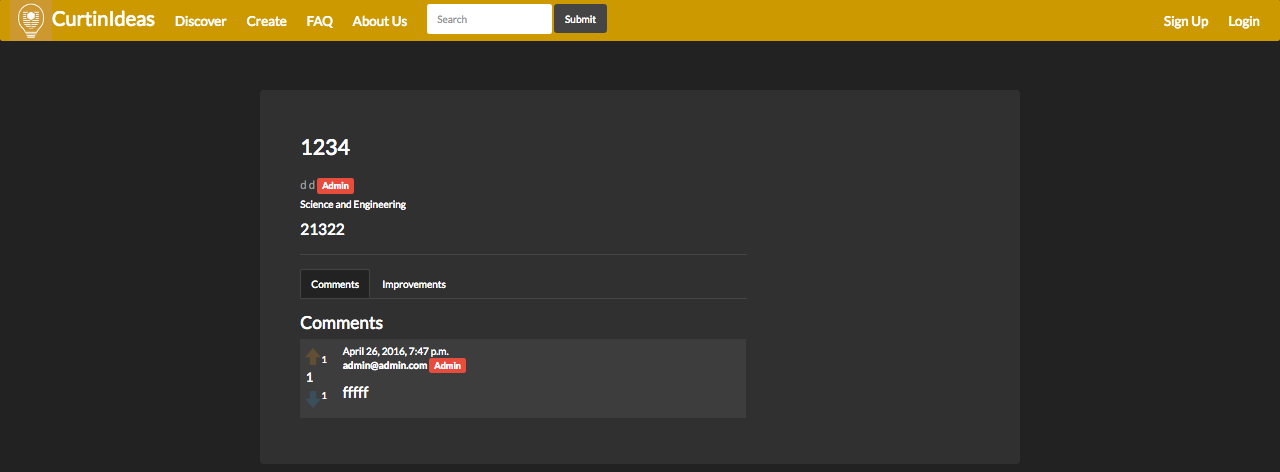 CurtinIdeas Discover Create FAQ About Us Search Submit Sign Up Login
1234
d d Admin
Science and Engineering
21322
Comments Improvements
Comments
1 April 26, 2016, 7:47 p.m.
admin@admin.com Admin
1
fffff
1